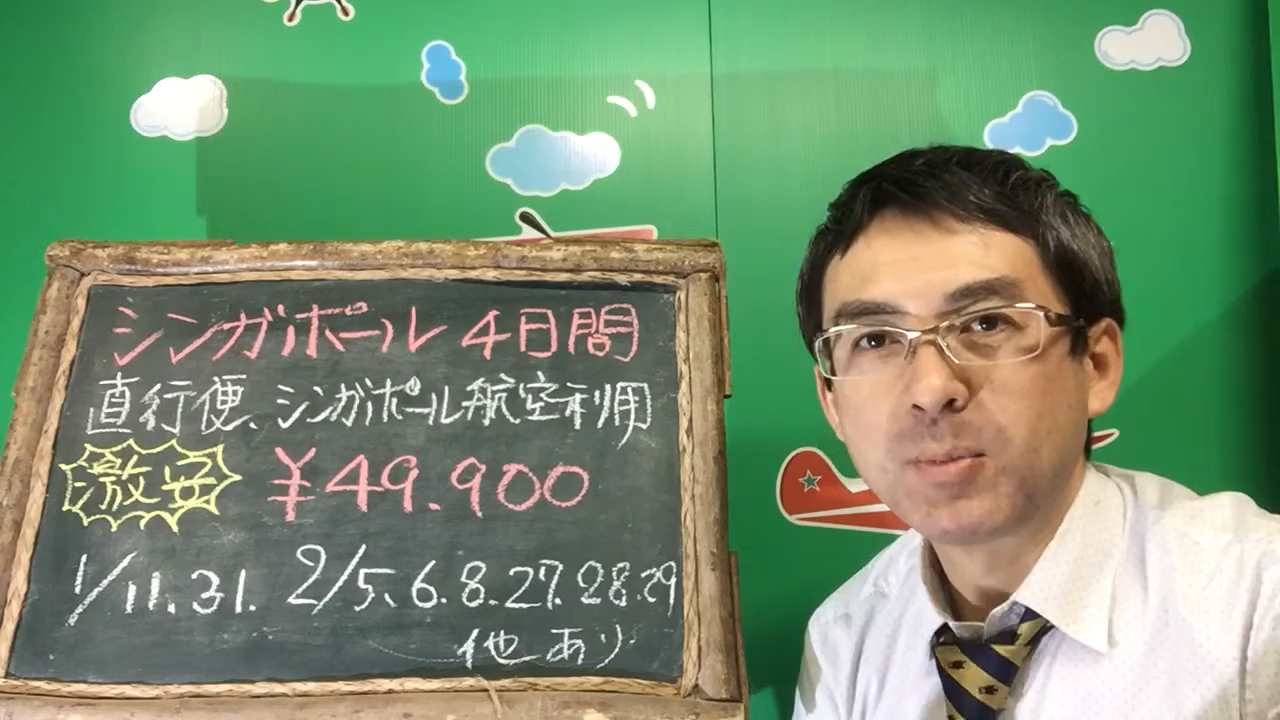 シンガポール4日間
直行便、シンガポール航空利用
激安 ¥49.900
1/11.31. 2/5.6.8.27.28.29
他あり